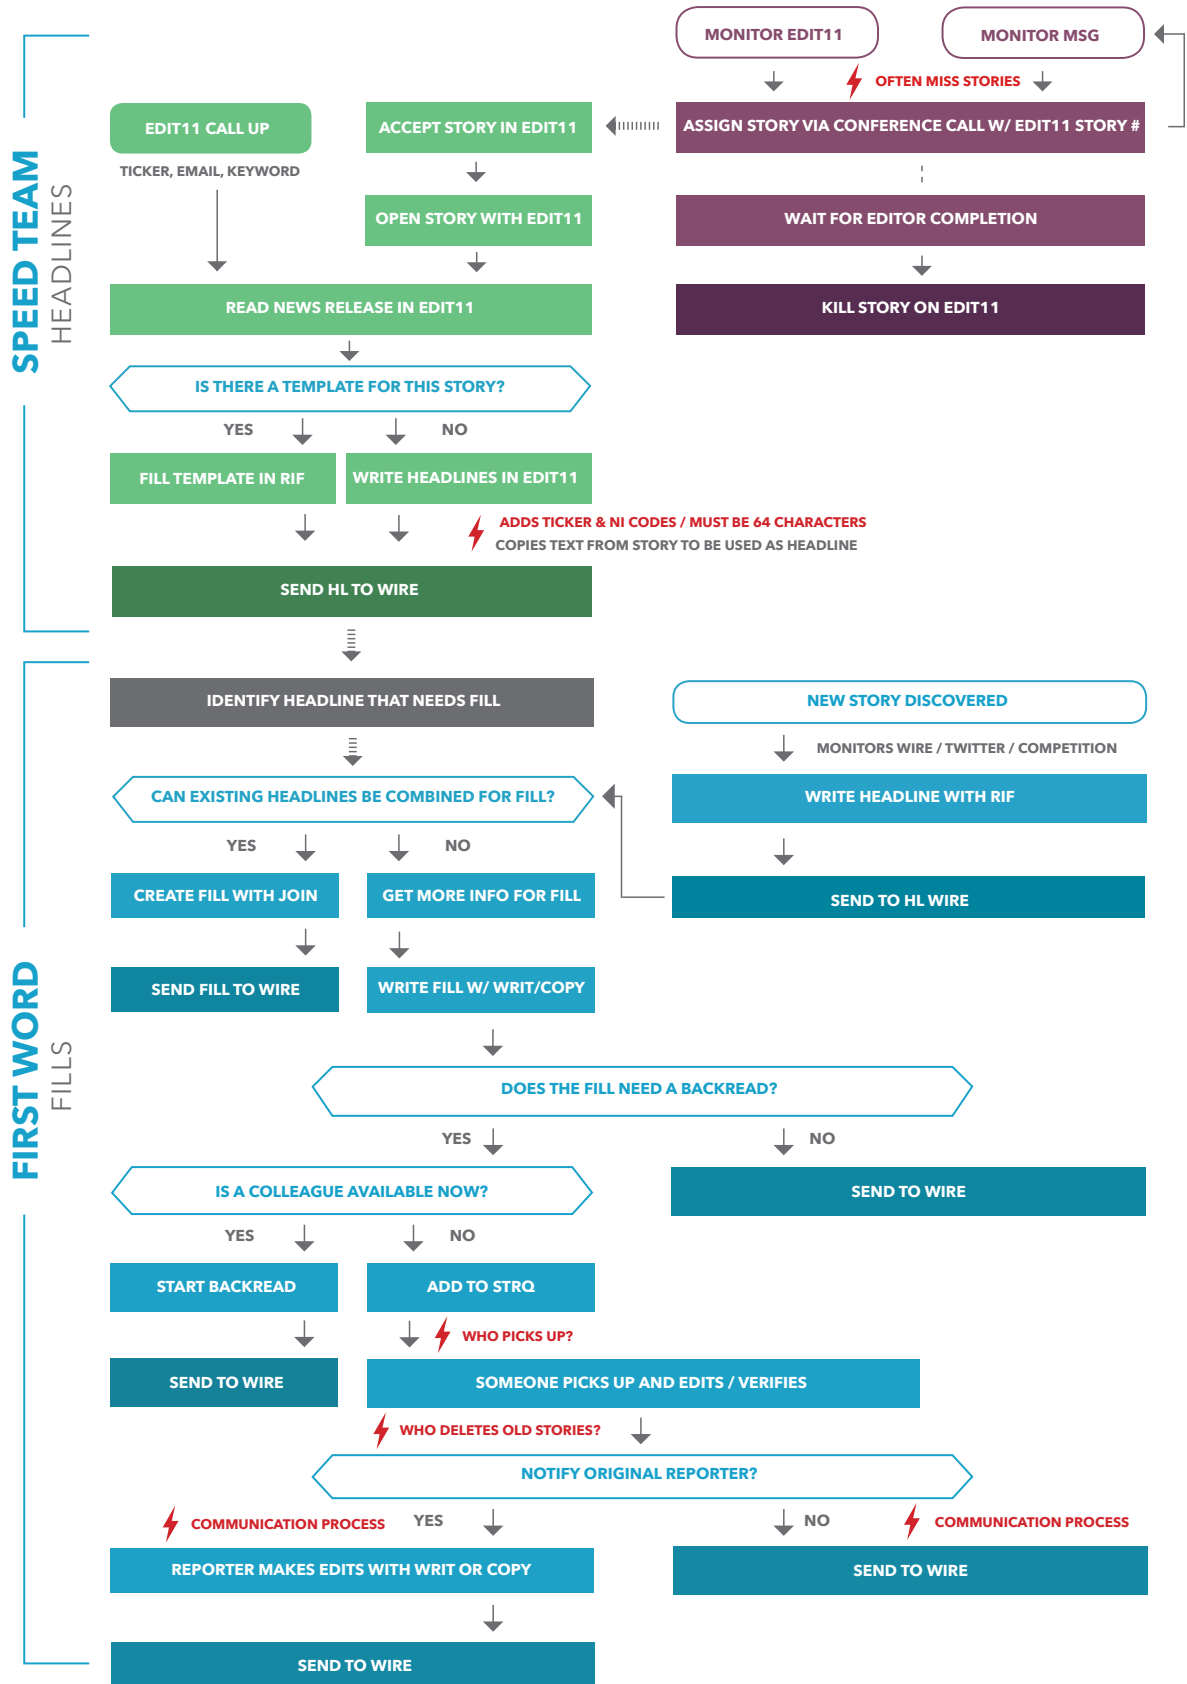 SPEED TEAM
HEADLINES
MONITOR EDIT11
MONITOR MSG
OFTEN MISS STORIES
EDIT11 CALL UP
ACCEPT STORY IN EDIT11
ASSIGN STORY VIA CONFERENCE CALL W/ EDIT11 STORY #
TICKER, EMAIL, KEYWORD
OPEN STORY WITH EDIT11
WAIT FOR EDITOR COMPLETION
READ NEWS RELEASE IN EDIT11
KILL STORY ON EDIT11
IS THERE A TEMPLATE FOR THIS STORY?
YES
NO
FILL TEMPLATE IN RIF
WRITE HEADLINES IN EDIT11
ADDS TICKER & NI CODES / MUST BE 64 CHARACTERS
COPIES TEXT FROM STORY TO BE USED AS HEADLINE
SEND HL TO WIRE
FIRST WORD
FILLS
IDENTIFY HEADLINE THAT NEEDS FILL
NEW STORY DISCOVERED
MONITORS WIRE / TWITTER / COMPETITION
CAN EXISTING HEADLINES BE COMBINED FOR FILL?
WRITE HEADLINE WITH RIF
YES
NO
CREATE FILL WITH JOIN
GET MORE INFO FOR FILL
SEND TO HL WIRE
SEND FILL TO WIRE
WRITE FILL W/ WRIT/COPY
DOES THE FILL NEED A BACKREAD?
YES
NO
IS A COLLEAGUE AVAILABLE NOW?
SEND TO WIRE
YES
NO
START BACKREAD
ADD TO STRQ
WHO PICKS UP?
SEND TO WIRE
SOMEONE PICKS UP AND EDITS / VERIFIES
WHO DELETES OLD STORIES?
NOTIFY ORIGINAL REPORTER?
COMMUNICATION PROCESS
YES
NO
COMMUNICATION PROCESS
REPORTER MAKES EDITS WITH WRIT OR COPY
SEND TO WIRE
SEND TO WIRE